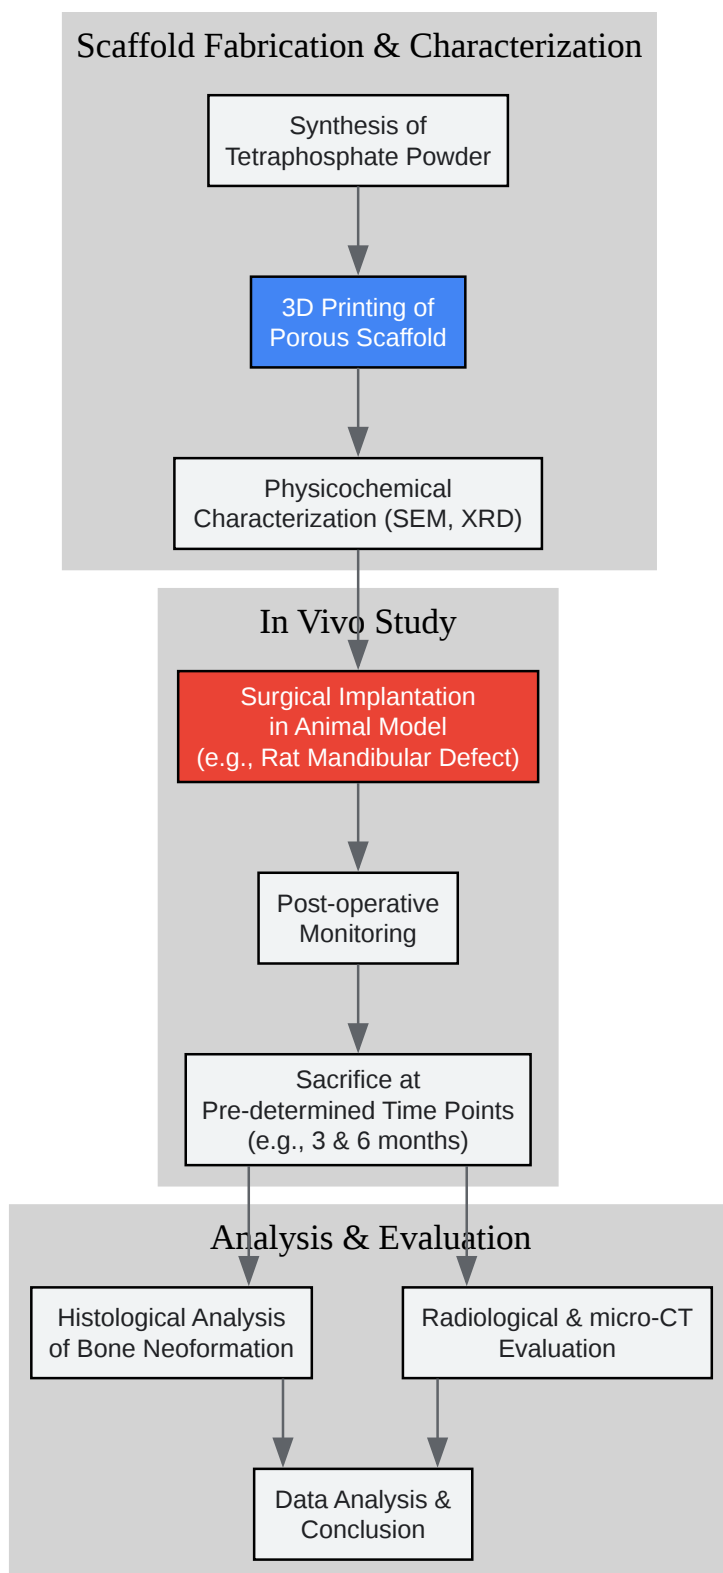 Scaffold Fabrication & Characterization
Synthesis of
Tetraphosphate Powder
3D Printing of
Porous Scaffold
Physicochemical
Characterization (SEM, XRD)
In Vivo Study
Surgical Implantation
in Animal Model
(e.g., Rat Mandibular Defect)
Post-operative
Monitoring
Sacrifice at
Pre-determined Time Points
(e.g., 3 & 6 months)
Analysis & Evaluation
Histological Analysis
of Bone Neoformation
Radiological & micro-CT
Evaluation
Data Analysis &
Conclusion